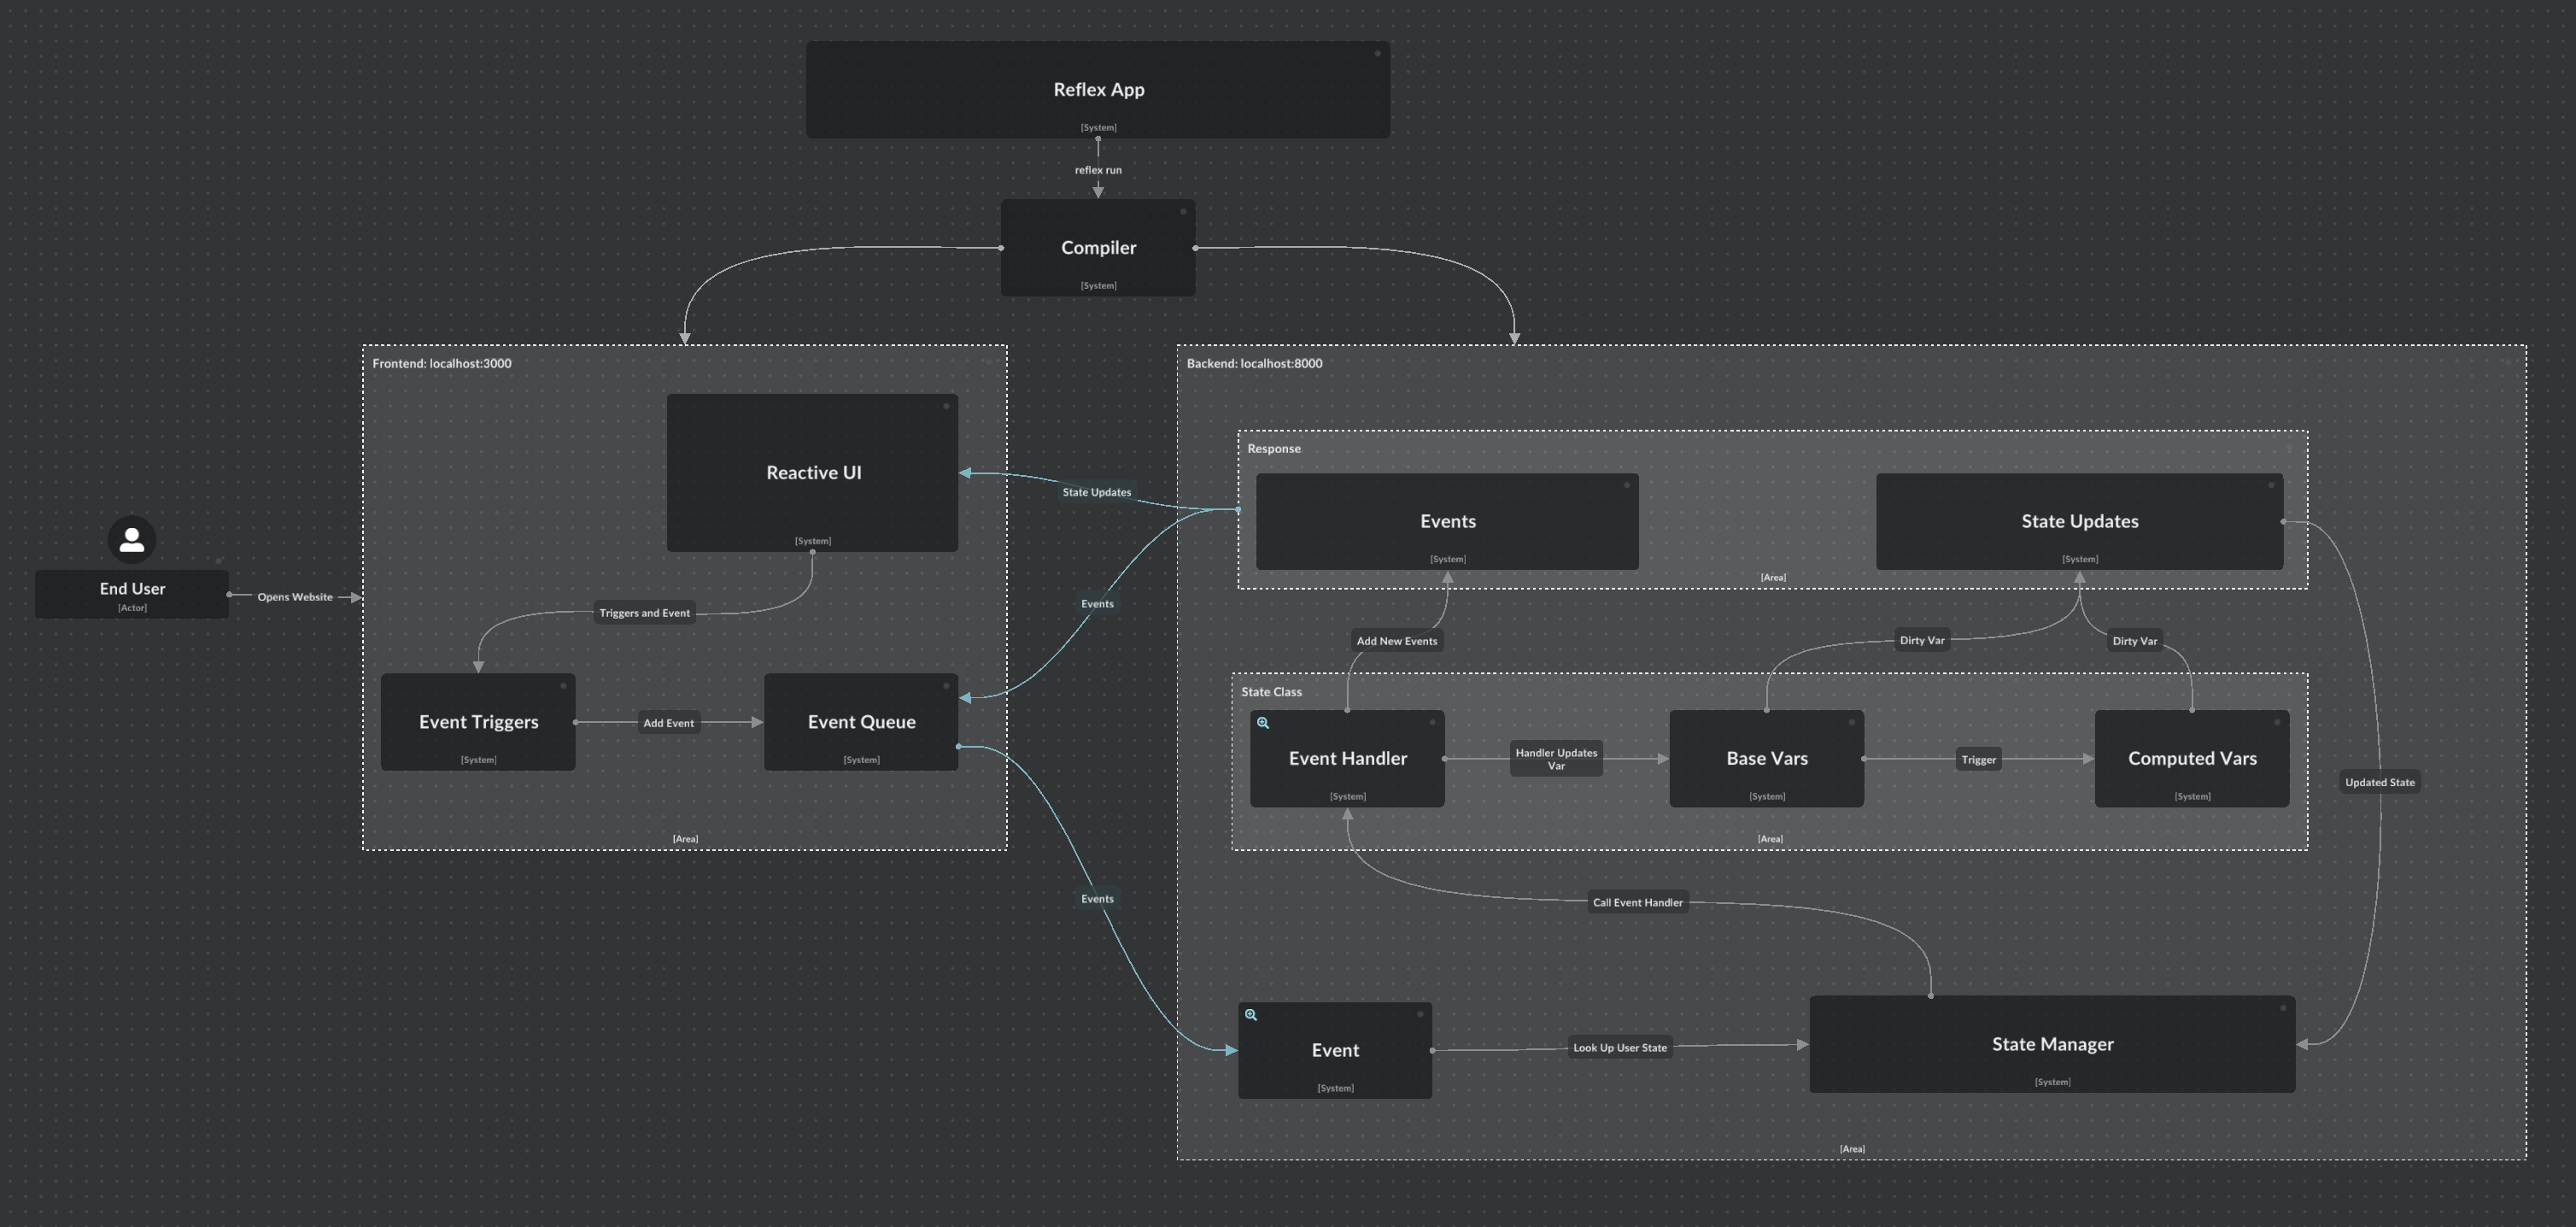 Reflex App
[System]
reflex run
Compiler
[System]
Frontend: localhost:3000
Backend: localhost:8000
Reactive UI
[System]
Response
Events
[System]
State Updates
[System]
[Area]
State Updates
End User
[Actor]
Opens Website
Triggers and Event
Events
Add New Events
Dirty Var
Dirty Var
Event Triggers
[System]
Add Event
Event Queue
[System]
[Area]
State Class
Event Handler
[System]
Handler Updates
Var
Base Vars
[System]
Trigger
Computed Vars
[System]
[Area]
Updated State
Events
Call Event Handler
Event
[System]
Look Up User State
State Manager
[System]
[Area]